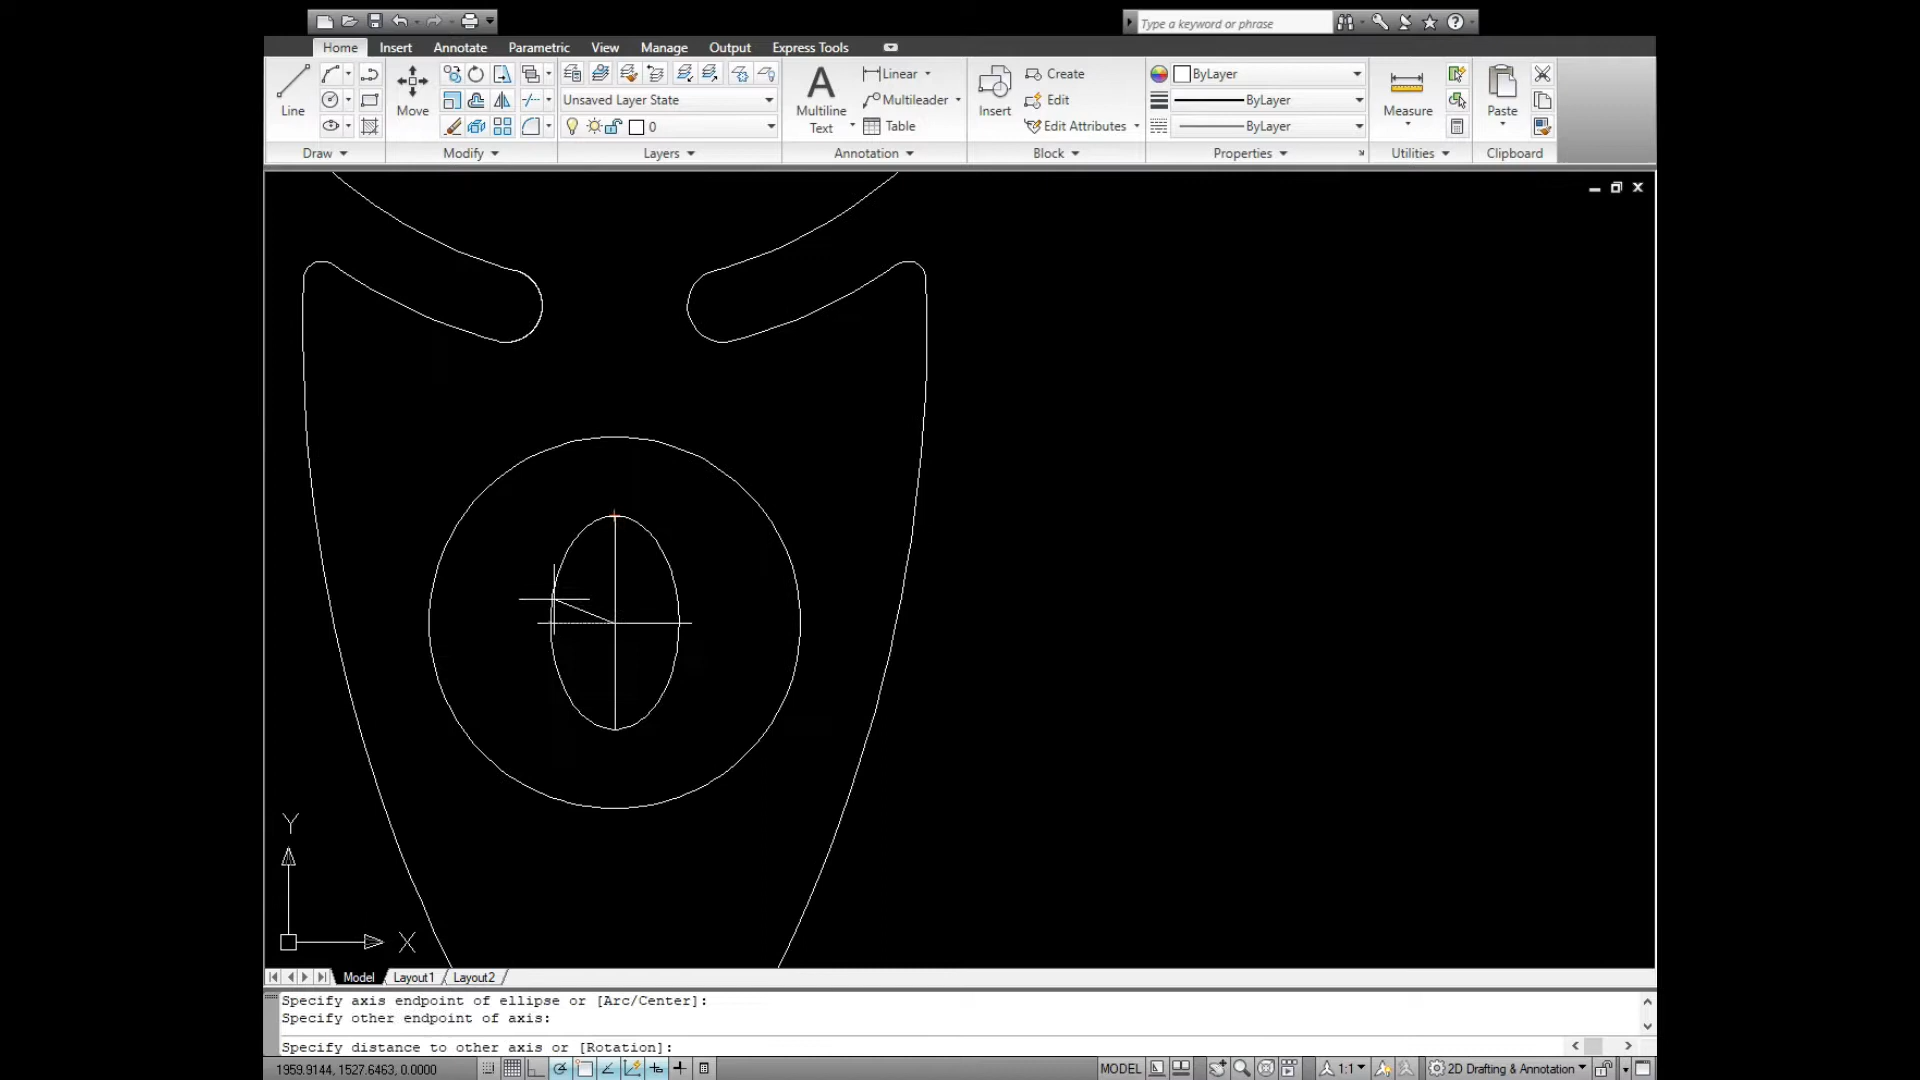 Type a keyword or phrase
Home Insert Annotate Parametric View Manage Output Express Tools
Line
Move
Unsaved Layer State
0
Multiline
Text
Linear
Multileader
Table
Insert
Create
Edit
Edit Attributes
ByLayer
ByLayer
ByLayer
Measure
Paste
Draw Modify Layers Annotation Block Properties Utilities Clipboard
Y
X
Model Layout1 Layout2
Specify axis endpoint of ellipse or [Arc/Center]:
Specify other endpoint of axis:
Specify distance to other axis or [Rotation]:
1959.9144, 1527.6463, 0.0000 MODEL 1:1 2D Drafting & Annotation